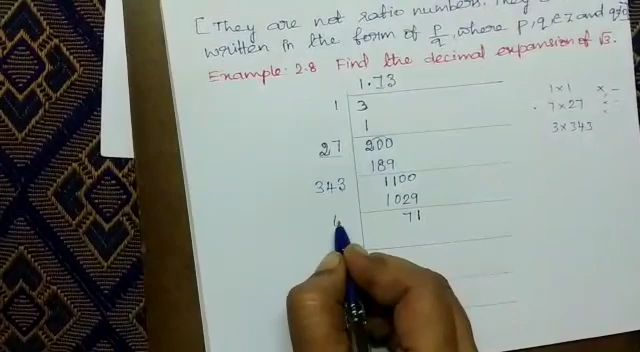 [ They are not ratio numbers. They
written in the form of p/q, where p, q ∈ Z and q≠0
Example: 2.8 Find the decimal expansion of √3.
1.73
1 3
1
27 200
189
343 1100
1029
71
1 x 1
7 x 27
3 x 343